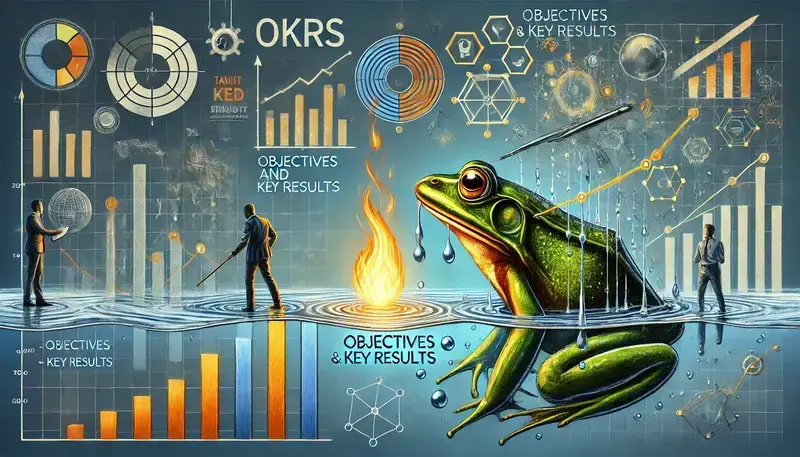 OKRS
OBJECTIVES
& KEY RESULTS
OBJECTIVES
AND
KEY RESULTS
OBJECTIVES
& KEY RESULTS
-OBJECTIVES
- KEY RESULTS